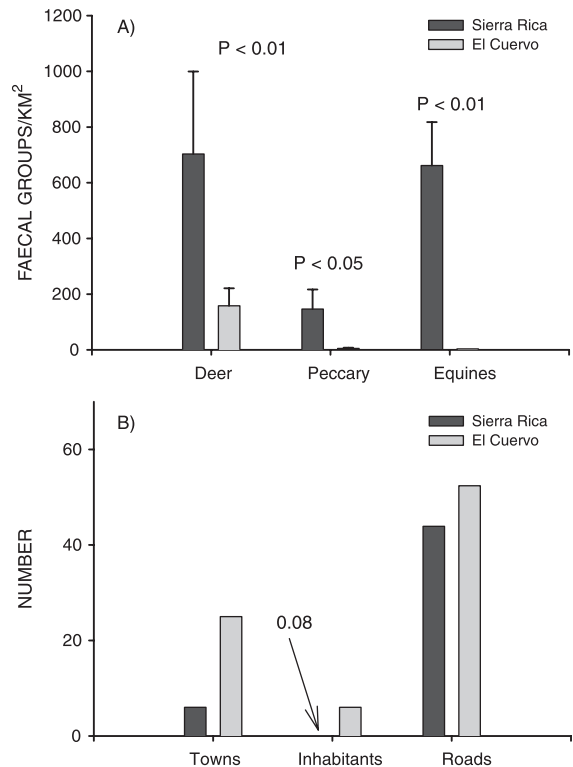 1200
A)
Sierra Rica
El Cuervo
P < 0.01
1000
P < 0.01
800
600
400
P < 0.05
200
0
FAECAL GROUPS/KM²
Deer
Peccary
Equines
B)
Sierra Rica
El Cuervo
60
40
0.08
20
0
NUMBER
Towns
Inhabitants
Roads